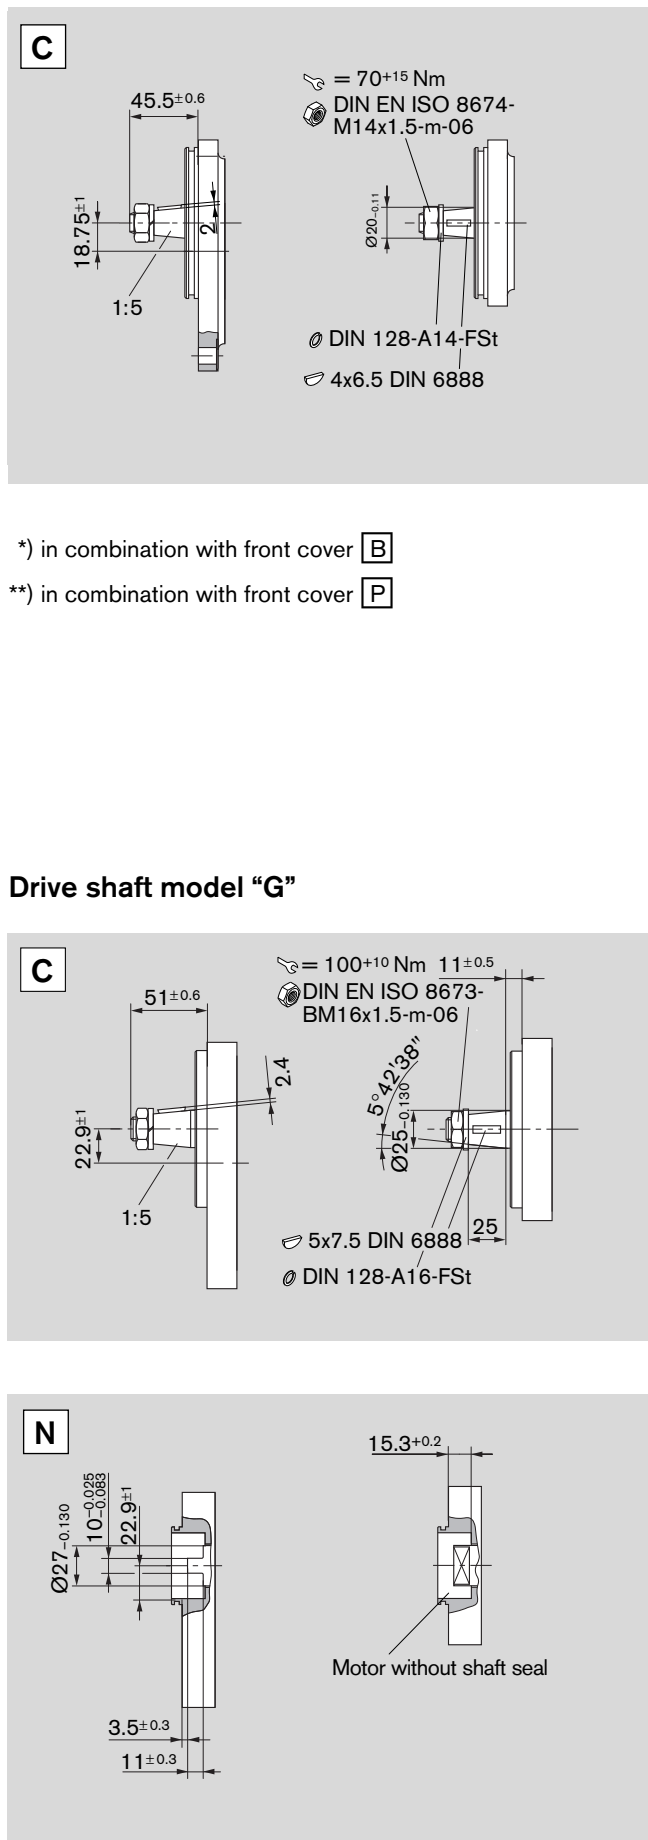 C
= 70+15 Nm
DIN EN ISO 8674-
M14x1.5-m-06
45.5±0.6
18.75±1
2
1:5
Ø20-0.11
DIN 128-A14-FSt
4x6.5 DIN 6888
*) in combination with front cover B
**) in combination with front cover P
Drive shaft model “G”
C
= 100+10 Nm 11±0.5
DIN EN ISO 8673-
BM16x1.5-m-06
51±0.6
2.4
22.9±1
1:5
5°42'38"
Ø25-0.130
25
5x7.5 DIN 6888
DIN 128-A16-FSt
N
15.3+0.2
Ø27-0.130
10-0.025
-0.083
22.9±1
Motor without shaft seal
3.5±0.3
11±0.3